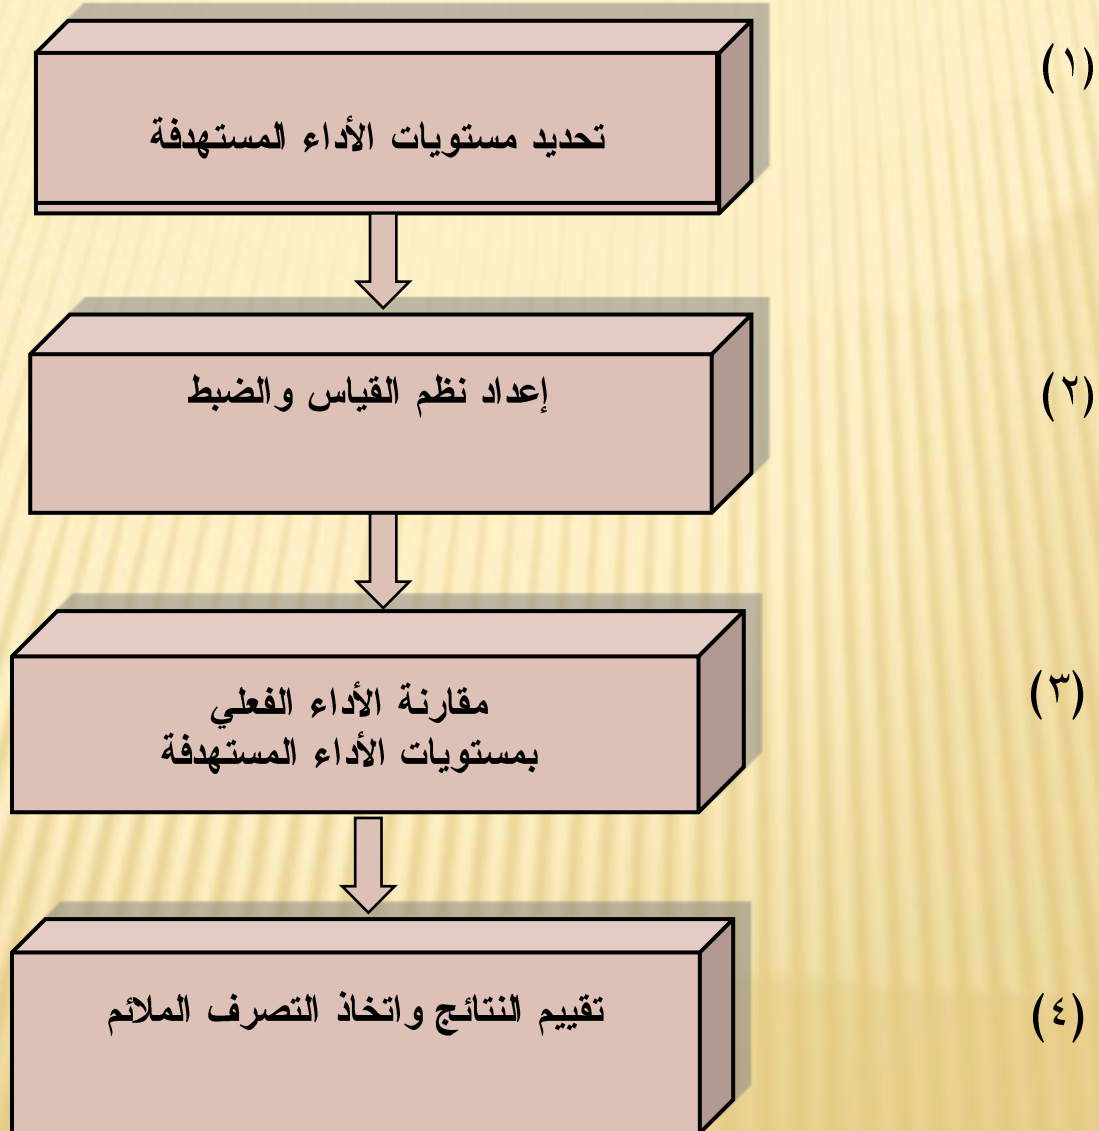 (١)
تحديد مستويات الأداء المستهدفة
(٢)
إعداد نظم القياس والضبط
(٣)
مقارنة الأداء الفعلي
بمستويات الأداء المستهدفة
(٤)
تقييم النتائج واتخاذ التصرف الملائم